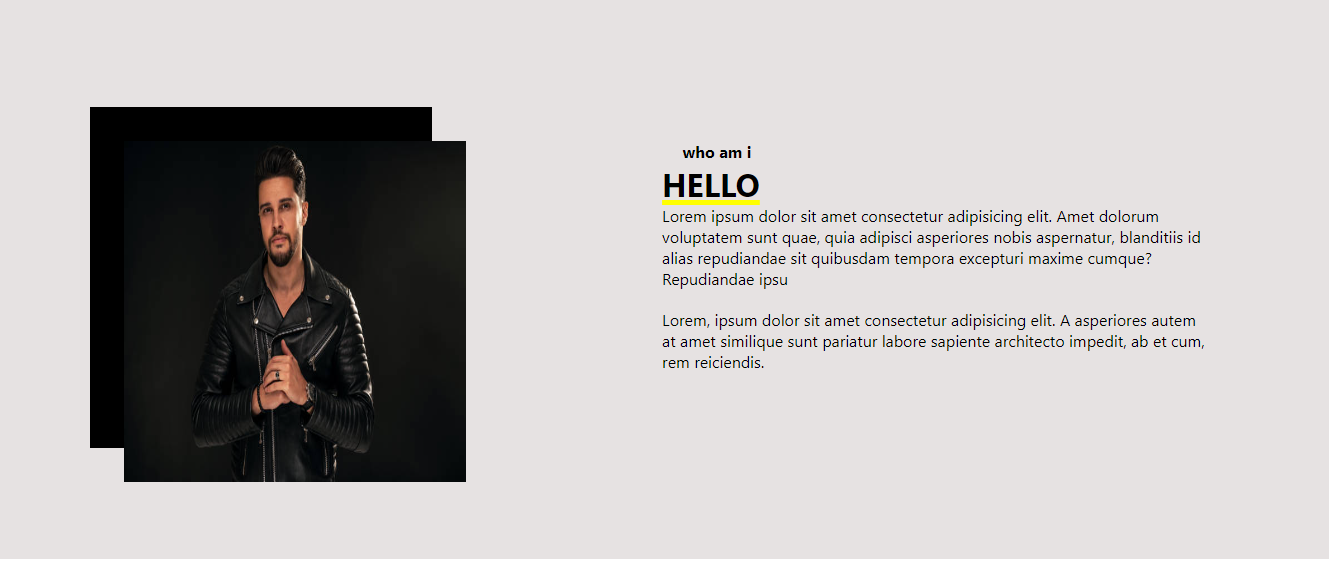 who am i
HELLO
Lorem ipsum dolor sit amet consectetur adipisicing elit. Amet dolorum
voluptatem sunt quae, quia adipisci asperiores nobis aspernatur, blanditiis id
alias repudiandae sit quibusdam tempora excepturi maxime cumque?
Repudiandae ipsu
Lorem, ipsum dolor sit amet consectetur adipisicing elit. A asperiores autem
at amet similique sunt pariatur labore sapiente architecto impedit, ab et cum,
rem reiciendis.